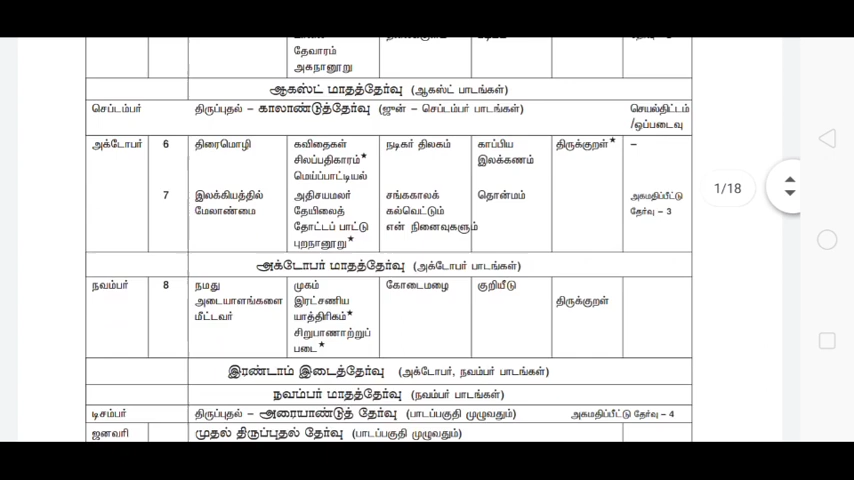 தேவாரம்
அகநானூறு
ஆகஸ்ட் மாதத்தேர்வு (ஆகஸ்ட் பாடங்கள்)
செப்டம்பர் திருப்புதல் – காலாண்டுத்தேர்வு (ஜுன் – செப்டம்பர் பாடங்கள்) செயல்திட்டம்
/ஒப்படைவு
அக்டோபர் 6 திரைமொழி கவிதைகள் நடிகர் திலகம் காப்பிய திருக்குறள்★ –
சிலப்பதிகாரம்★ இலக்கணம்
மெய்ப்பாட்டியல்
7 இலக்கியத்தில் அதிசயமலர் சங்ககாலக் தொன்மம் அகமதிப்பீட்டு
மேலாண்மை தேயிலைத் கல்வெட்டும் தேர்வு – 3
தோட்டப் பாட்டு என் நினைவுகளும்
புறநானூறு★
அக்டோபர் மாதத்தேர்வு (அக்டோபர் பாடங்கள்)
நவம்பர் 8 நமது முகம் கோடைமழை குறியீடு
அடையாளங்களை இரட்சணிய திருக்குறள்
மீட்டவர் யாத்திரிகம்★
சிறுபாணாற்றுப்
படை★
இரண்டாம் இடைத்தேர்வு (அக்டோபர், நவம்பர் பாடங்கள்)
நவம்பர் மாதத்தேர்வு (நவம்பர் பாடங்கள்)
டிசம்பர் திருப்புதல் – அரையாண்டுத் தேர்வு (பாடப்பகுதி முழுவதும்) அகமதிப்பீட்டு தேர்வு – 4
ஜனவரி முதல் திருப்புதல் தேர்வு (பாடப்பகுதி முழுவதும்)
1/18